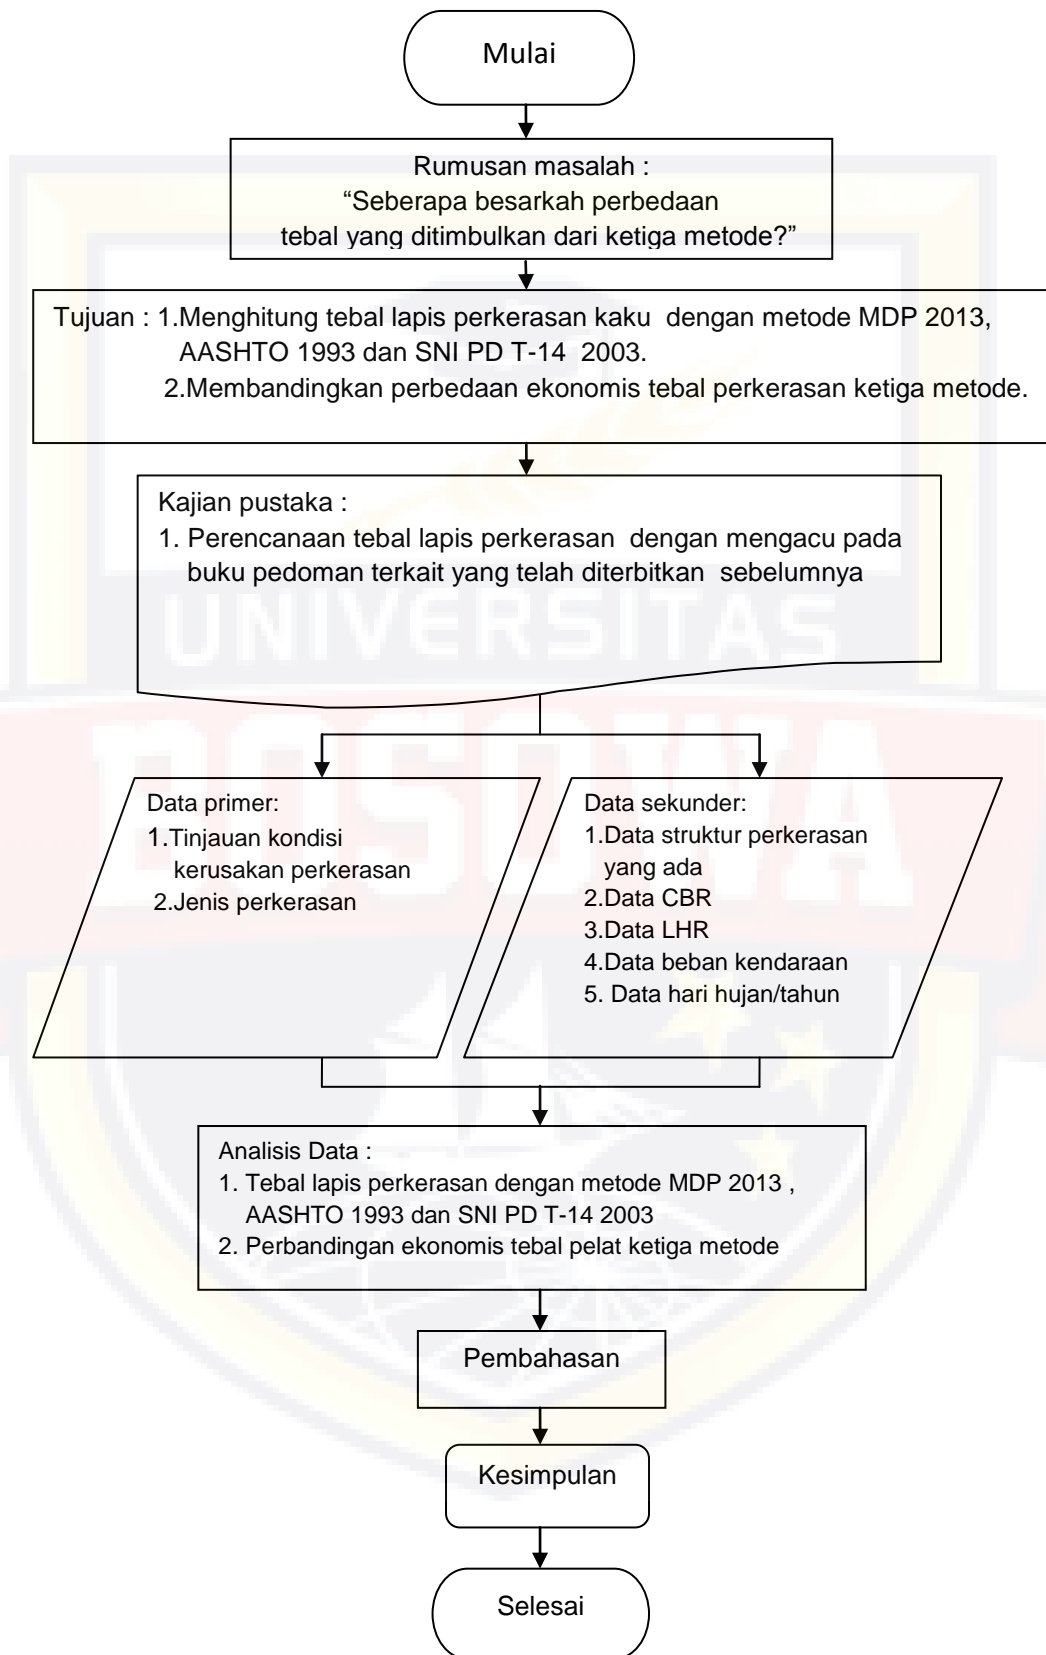 Mulai
Rumusan masalah :
“Seberapa besarkah perbedaan
tebal yang ditimbulkan dari ketiga metode?”
Tujuan : 1.Menghitung tebal lapis perkerasan kaku dengan metode MDP 2013,
AASHTO 1993 dan SNI PD T-14 2003.
2.Membandingkan perbedaan ekonomis tebal perkerasan ketiga metode.
Kajian pustaka :
1. Perencanaan tebal lapis perkerasan dengan mengacu pada
buku pedoman terkait yang telah diterbitkan sebelumnya
UNIVERSITAS
BOSOWA
Data primer:
1.Tinjauan kondisi
kerusakan perkerasan
2.Jenis perkerasan
Data sekunder:
1.Data struktur perkerasan
yang ada
2.Data CBR
3.Data LHR
4.Data beban kendaraan
5. Data hari hujan/tahun
Analisis Data :
1. Tebal lapis perkerasan dengan metode MDP 2013 ,
AASHTO 1993 dan SNI PD T-14 2003
2. Perbandingan ekonomis tebal pelat ketiga metode
Pembahasan
Kesimpulan
Selesai